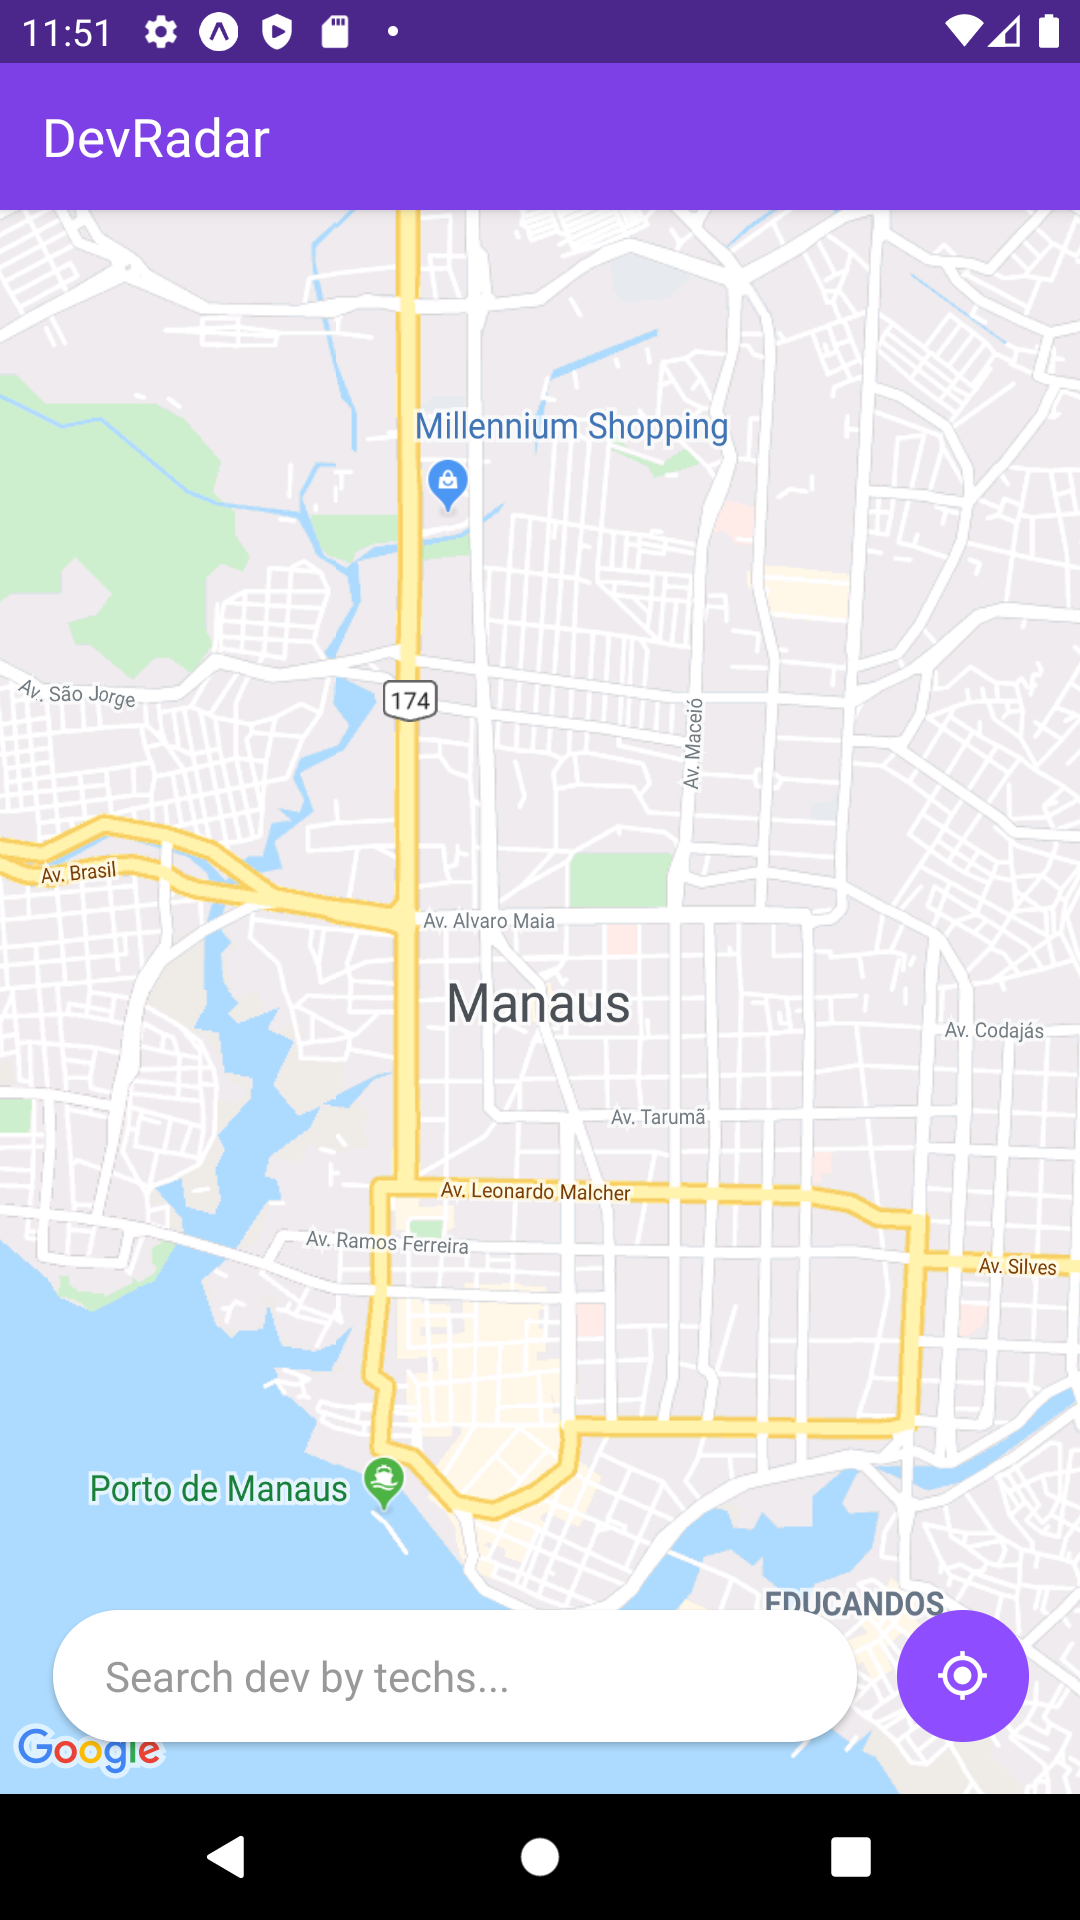 11:51
DevRadar
Millennium Shopping
Av. São Jorge
174
Av. Maceió
Av. Brasil
Av. Alvaro Maia
Manaus
Av. Codajás
Av. Tarumã
Av. Leonardo Malcher
Av. Ramos Ferreira
Av. Silves
Porto de Manaus
EDUCANDOS
Search dev by techs...
Google